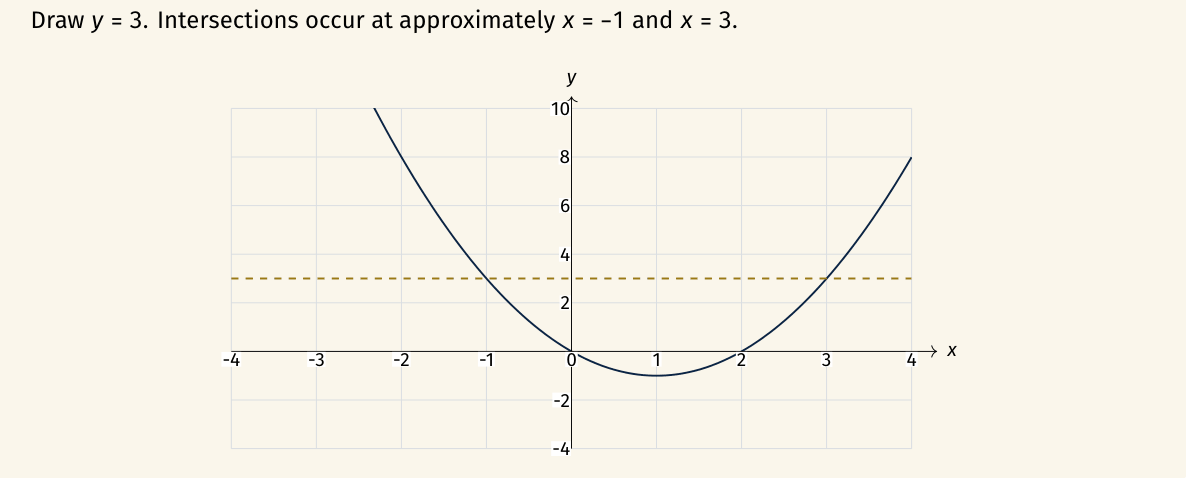 Draw y = 3. Intersections occur at approximately x = −1 and x = 3.
y
10
8
6
4
2
-4 -3 -2 -1 0 1 2 3 4 x
-2
-4